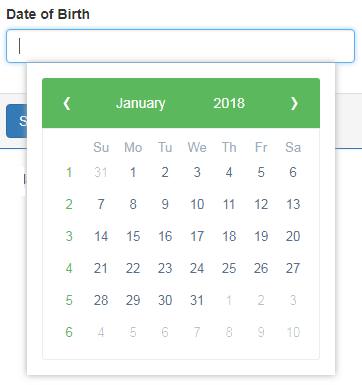 Date of Birth
❮ January 2018 ❯
Su Mo Tu We Th Fr Sa
1 31 1 2 3 4 5 6
2 7 8 9 10 11 12 13
3 14 15 16 17 18 19 20
4 21 22 23 24 25 26 27
5 28 29 30 31 1 2 3
6 4 5 6 7 8 9 10